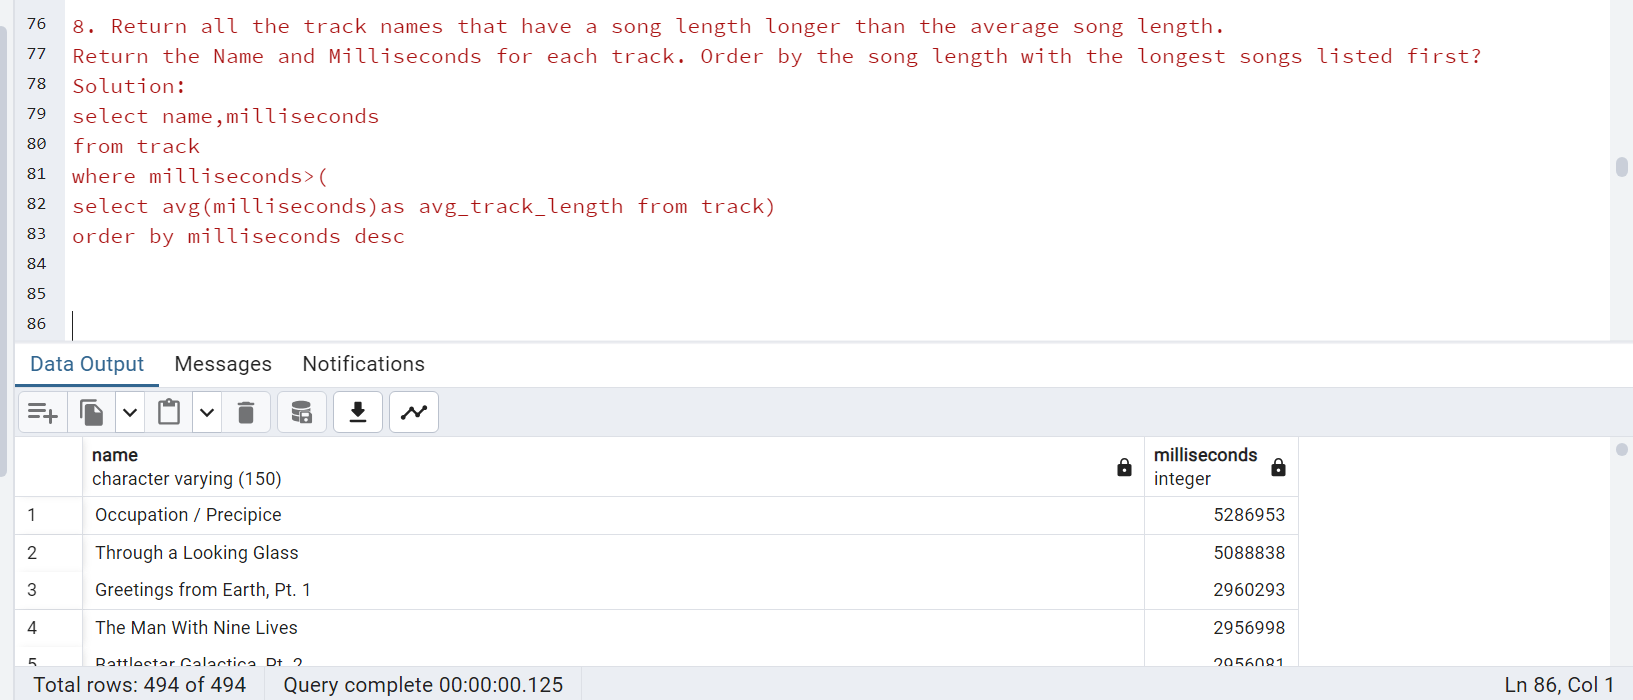 76 8. Return all the track names that have a song length longer than the average song length.
77 Return the Name and Milliseconds for each track. Order by the song length with the longest songs listed first?
78 Solution:
79 select name,milliseconds
80 from track
81 where milliseconds>(
82 select avg(milliseconds)as avg_track_length from track)
83 order by milliseconds desc
84
85
86
Data Output Messages Notifications
name milliseconds
character varying (150) integer
1 Occupation / Precipice 5286953
2 Through a Looking Glass 5088838
3 Greetings from Earth, Pt. 1 2960293
4 The Man With Nine Lives 2956998
5 Battlestar Galactica, Pt. 2 2956081
Total rows: 494 of 494 Query complete 00:00:00.125 Ln 86, Col 1